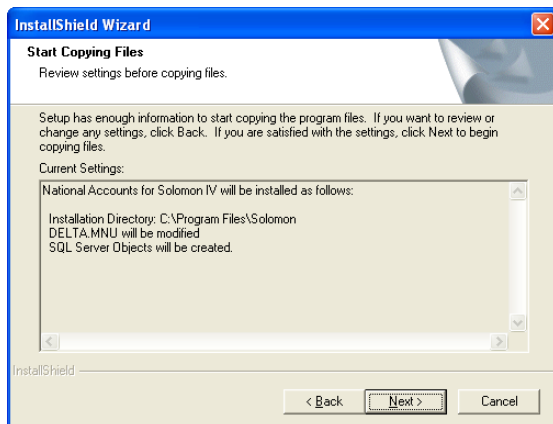 InstallShield Wizard
Start Copying Files
Review settings before copying files.
Setup has enough information to start copying the program files. If you want to review or
change any settings, click Back. If you are satisfied with the settings, click Next to begin
copying files.
Current Settings:
National Accounts for Solomon IV will be installed as follows:
Installation Directory: C:\Program Files\Solomon
DELTA.MNU will be modified
SQL Server Objects will be created.
InstallShield
< Back
Next >
Cancel